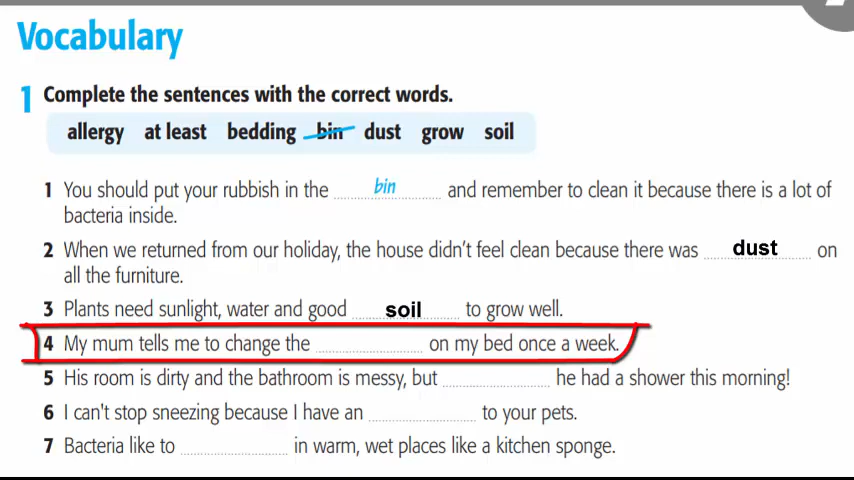 Vocabulary
1 Complete the sentences with the correct words.
allergy at least bedding bin dust grow soil
1 You should put your rubbish in the bin and remember to clean it because there is a lot of
bacteria inside.
2 When we returned from our holiday, the house didn't feel clean because there was dust on
all the furniture.
3 Plants need sunlight, water and good soil to grow well.
4 My mum tells me to change the on my bed once a week.
5 His room is dirty and the bathroom is messy, but he had a shower this morning!
6 I can't stop sneezing because I have an to your pets.
7 Bacteria like to in warm, wet places like a kitchen sponge.